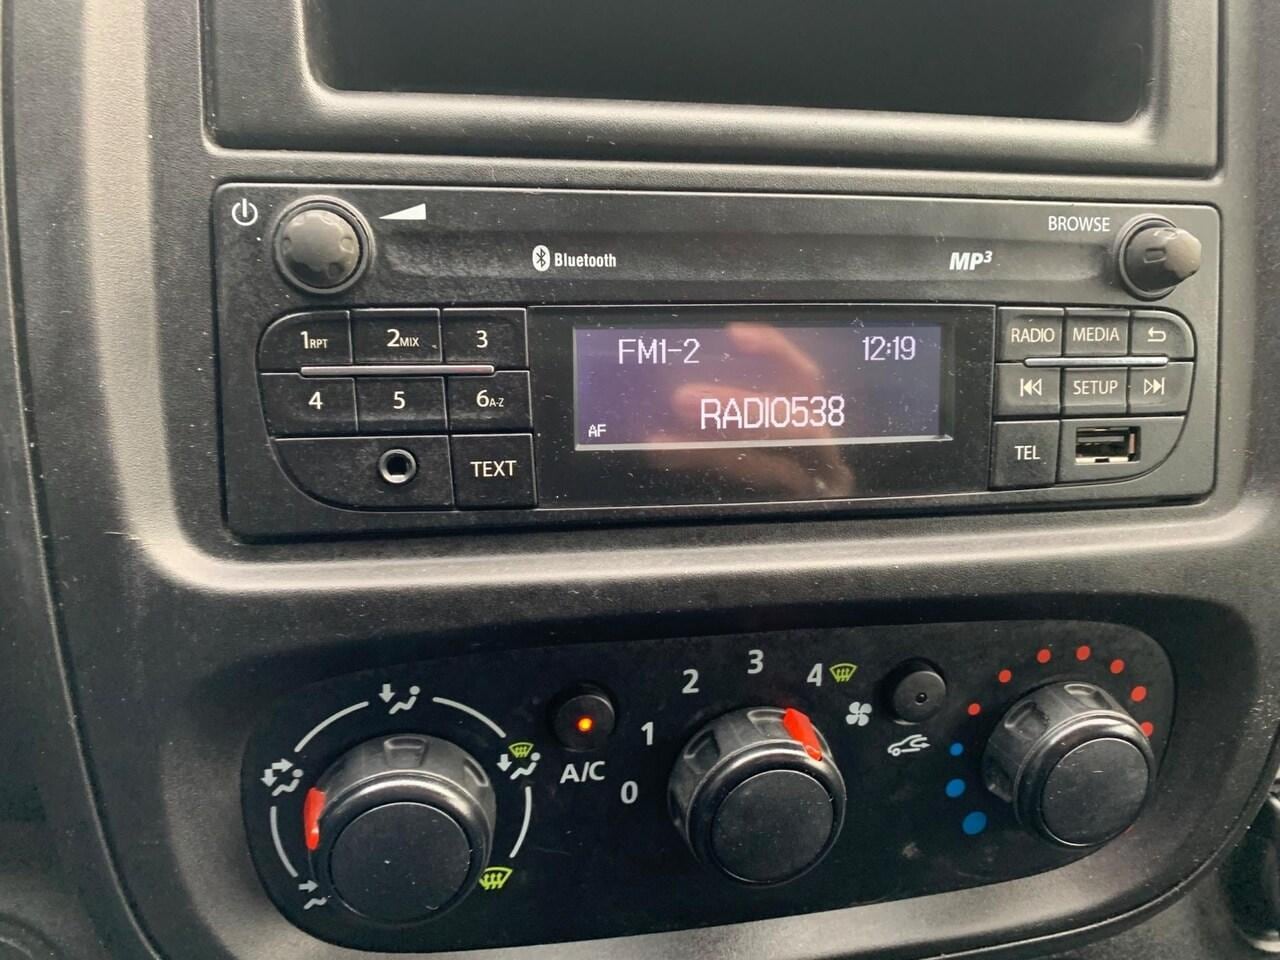 BROWSE
Bluetooth
MP3
1RPT 2MIX 3
FM1-2 12:19
RADIO MEDIA
4 5 6A-Z
RADIO538
SETUP
AF
TEXT
TEL
1 2 3 4
0
A/C